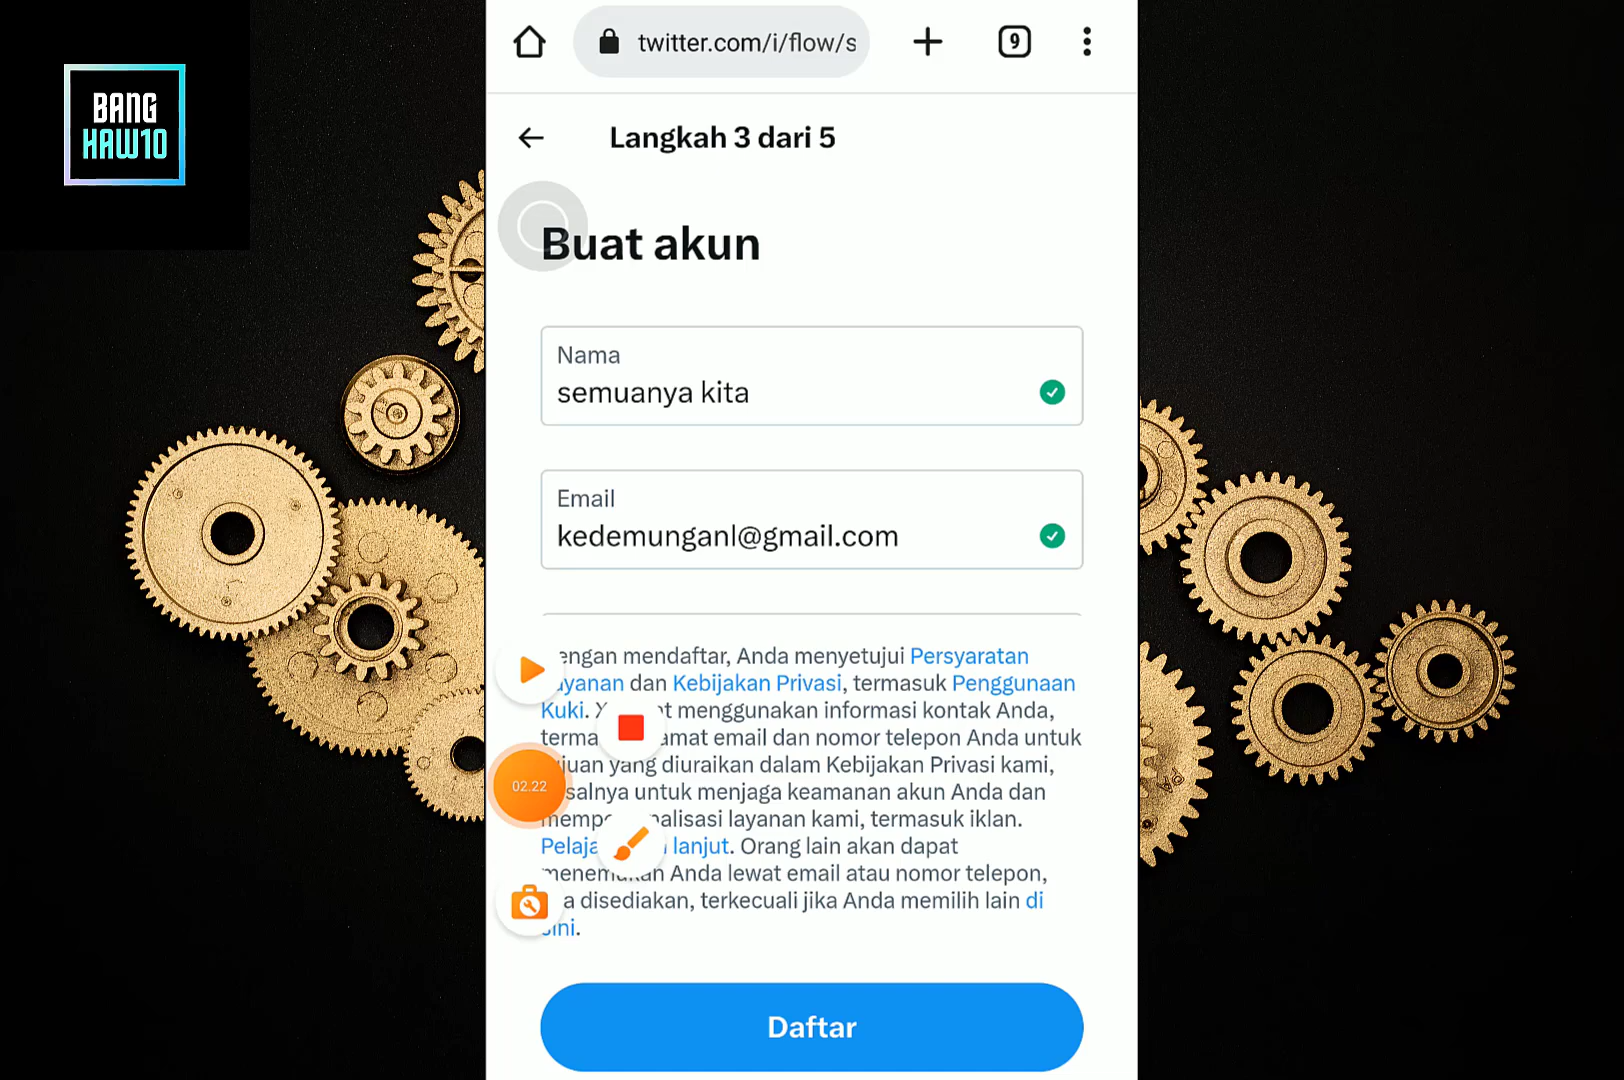 BANG
HAW10
twitter.com/i/flow/s
9
Langkah 3 dari 5
Buat akun
Nama
semuanya kita
Email
kedemunganl@gmail.com
engan mendaftar, Anda menyetujui Persyaratan
ayanan dan Kebijakan Privasi, termasuk Penggunaan
Kuki. menggunakan informasi kontak Anda,
terma amat email dan nomor telepon Anda untuk
juan yang diuraikan dalam Kebijakan Privasi kami,
salnya untuk menjaga keamanan akun Anda dan
nalisasi layanan kami, termasuk iklan.
Pelaja lanjut. Orang lain akan dapat
Anda lewat email atau nomor telepon,
a disediakan, terkecuali jika Anda memilih lain di
sini.
02.22
Daftar